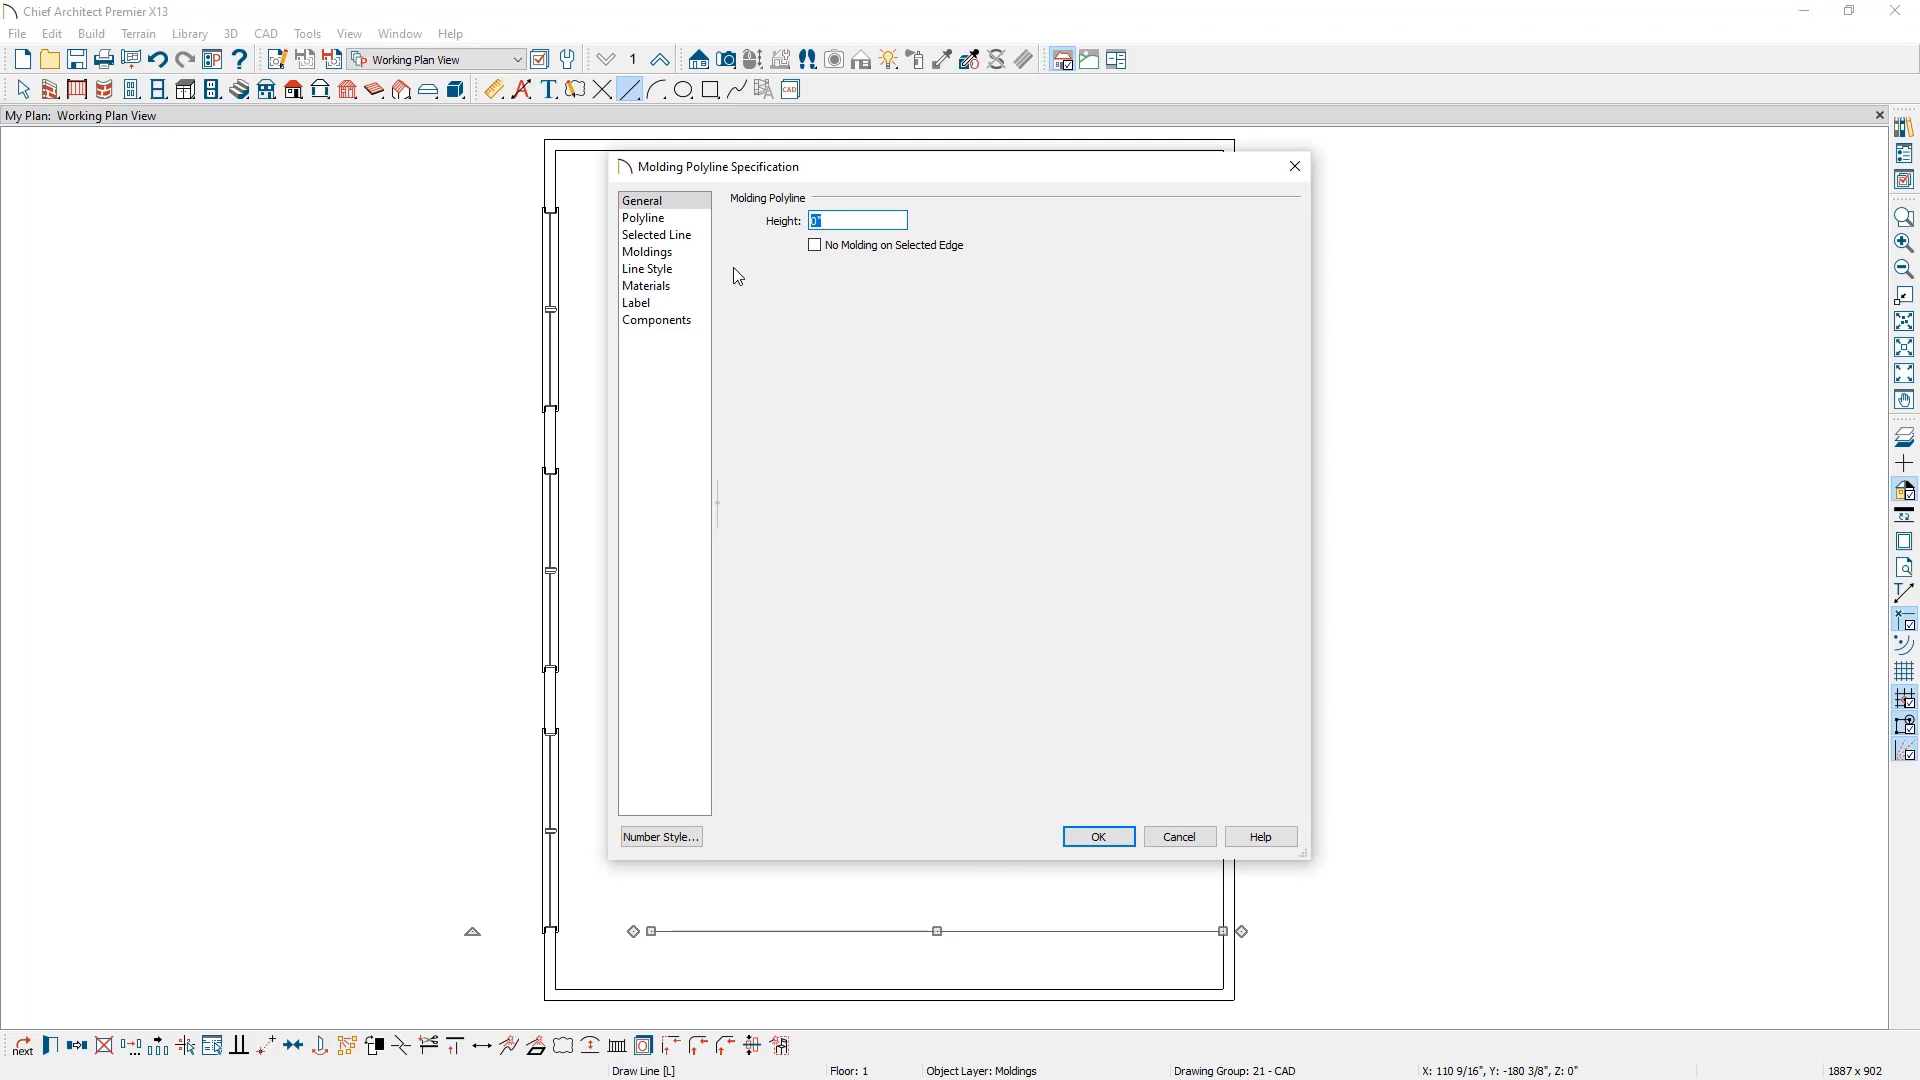 Chief Architect Premier X13
File Edit Build Terrain Library 3D CAD Tools View Window Help
Working Plan View 1
CAD
My Plan: Working Plan View
Molding Polyline Specification
General
Polyline
Selected Line
Moldings
Line Style
Materials
Label
Components
Molding Polyline
Height: 0"
No Molding on Selected Edge
Number Style... OK Cancel Help
next
Draw Line [L] Floor: 1 Object Layer: Moldings Drawing Group: 21 - CAD X: 110 9/16", Y: -180 3/8", Z: 0" 1887 x 902